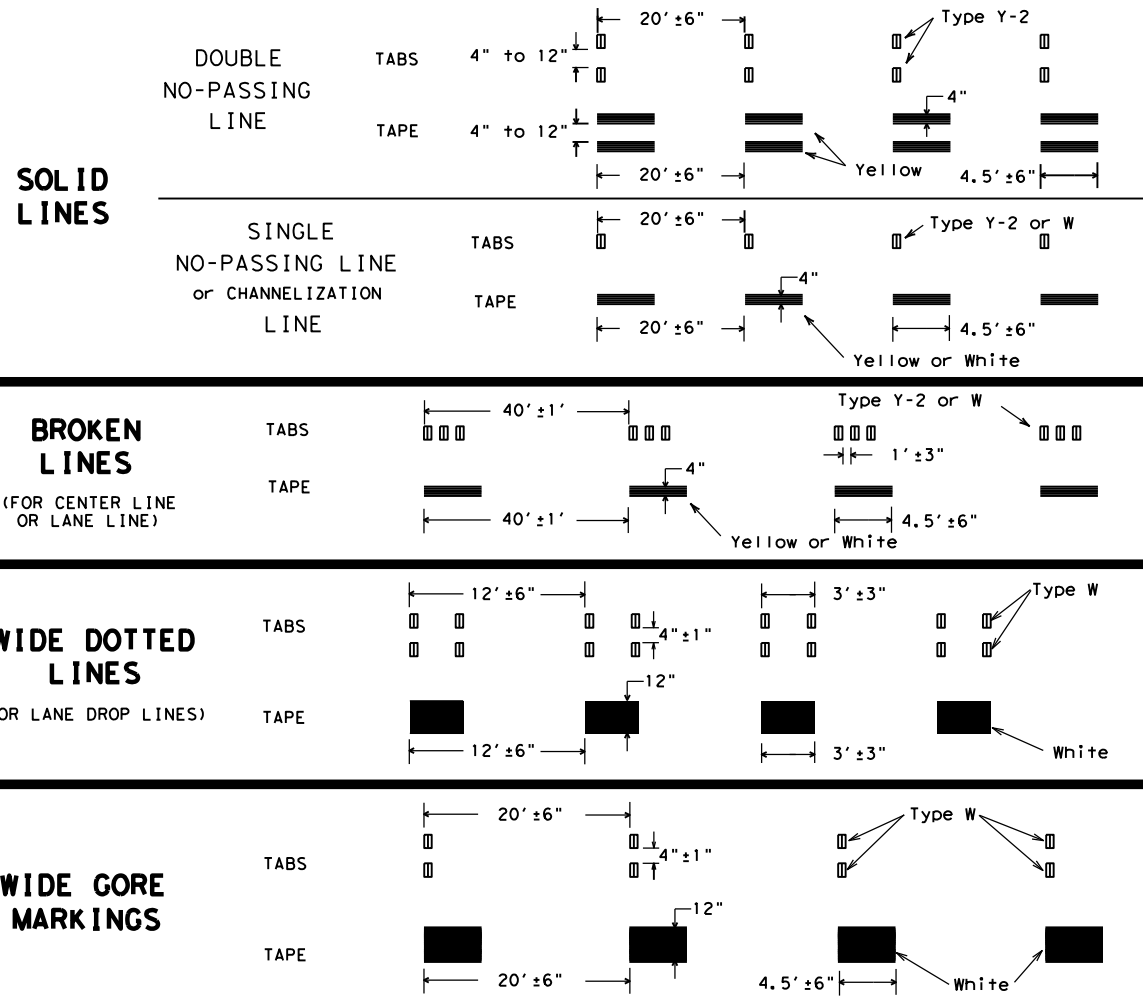 SOLID
LINES
DOUBLE
NO-PASSING
LINE
TABS
4" to 12"
20'±6"
Type Y-2
TAPE
4" to 12"
4"
Yellow
20'±6"
4.5'±6"
SINGLE
NO-PASSING LINE
or CHANNELIZATION
LINE
TABS
20'±6"
Type Y-2 or W
TAPE
4"
20'±6"
4.5'±6"
Yellow or White
BROKEN
LINES
(FOR CENTER LINE
OR LANE LINE)
TABS
40'±1'
Type Y-2 or W
1'±3"
TAPE
4"
40'±1'
4.5'±6"
Yellow or White
WIDE DOTTED
LINES
OR LANE DROP LINES)
TABS
12'±6"
3'±3"
Type W
4"±1"
TAPE
12"
12'±6"
3'±3"
White
WIDE GORE
MARKINGS
TABS
20'±6"
Type W
4"±1"
TAPE
12"
20'±6"
4.5'±6"
White